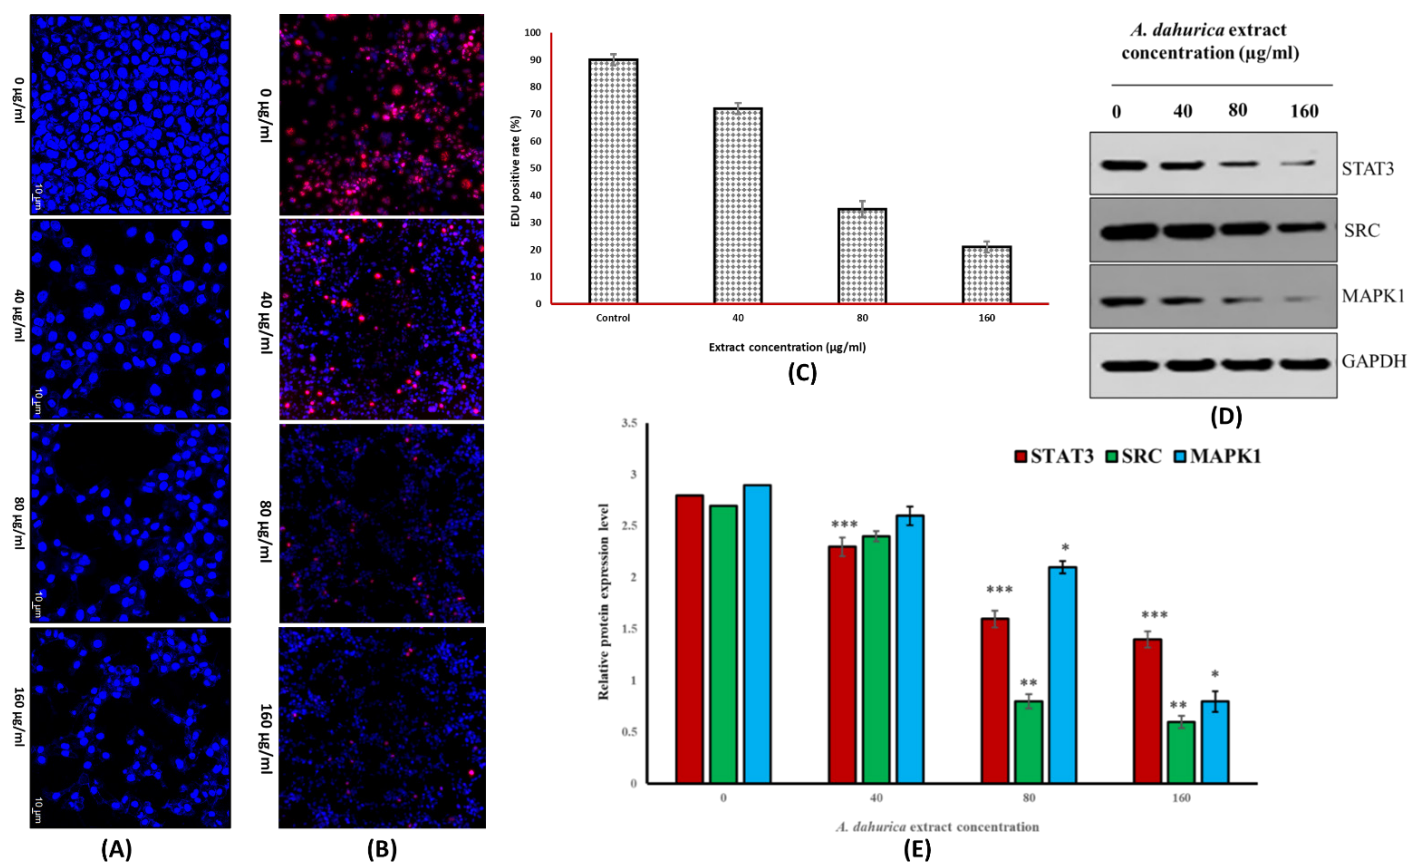 0 µg/ml
10 µm
40 µg/ml
10 µm
80 µg/ml
10 µm
160 µg/ml
10 µm
(A)
0 µg/ml
40 µg/ml
80 µg/ml
160 µg/ml
(B)
EDU positive rate (%)
100
90
80
70
60
50
40
30
20
10
0
Control 40 80 160
Extract concentration (µg/ml)
(C)
A. dahurica extract
concentration (µg/ml)
0 40 80 160
STAT3
SRC
MAPK1
GAPDH
(D)
Relative protein expression level
3.5
3
2.5
2
1.5
1
0.5
0
STAT3 SRC MAPK1
***
***
**
*
***
**
*
0 40 80 160
A. dahurica extract concentration
(E)